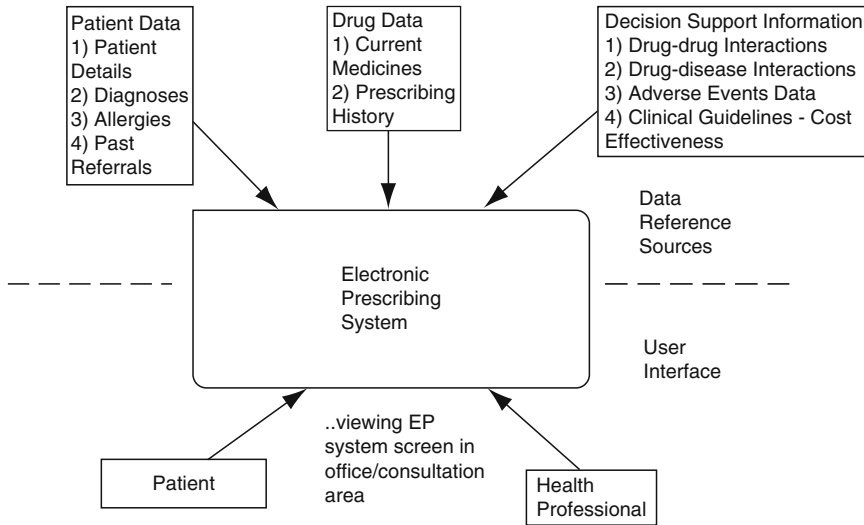 Patient Data
1) Patient
Details
2) Diagnoses
3) Allergies
4) Past
Referrals
Drug Data
1) Current
Medicines
2) Prescribing
History
Decision Support Information
1) Drug-drug Interactions
2) Drug-disease Interactions
3) Adverse Events Data
4) Clinical Guidelines - Cost
Effectiveness
Data
Reference
Sources
Electronic
Prescribing
System
User
Interface
..viewing EP
system screen in
office/consultation
area
Patient
Health
Professional